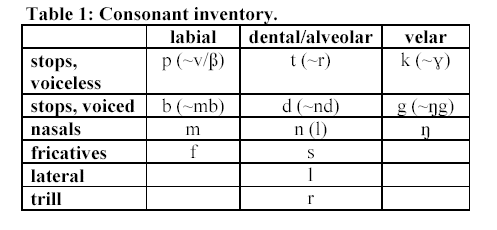 Table 1: Consonant inventory.
labial dental/alveolar velar
stops, voiceless p (~v/β) t (~r) k (~ɣ)
stops, voiced b (~mb) d (~nd) g (~ŋg)
nasals m n (l) ŋ
fricatives f s
lateral l
trill r